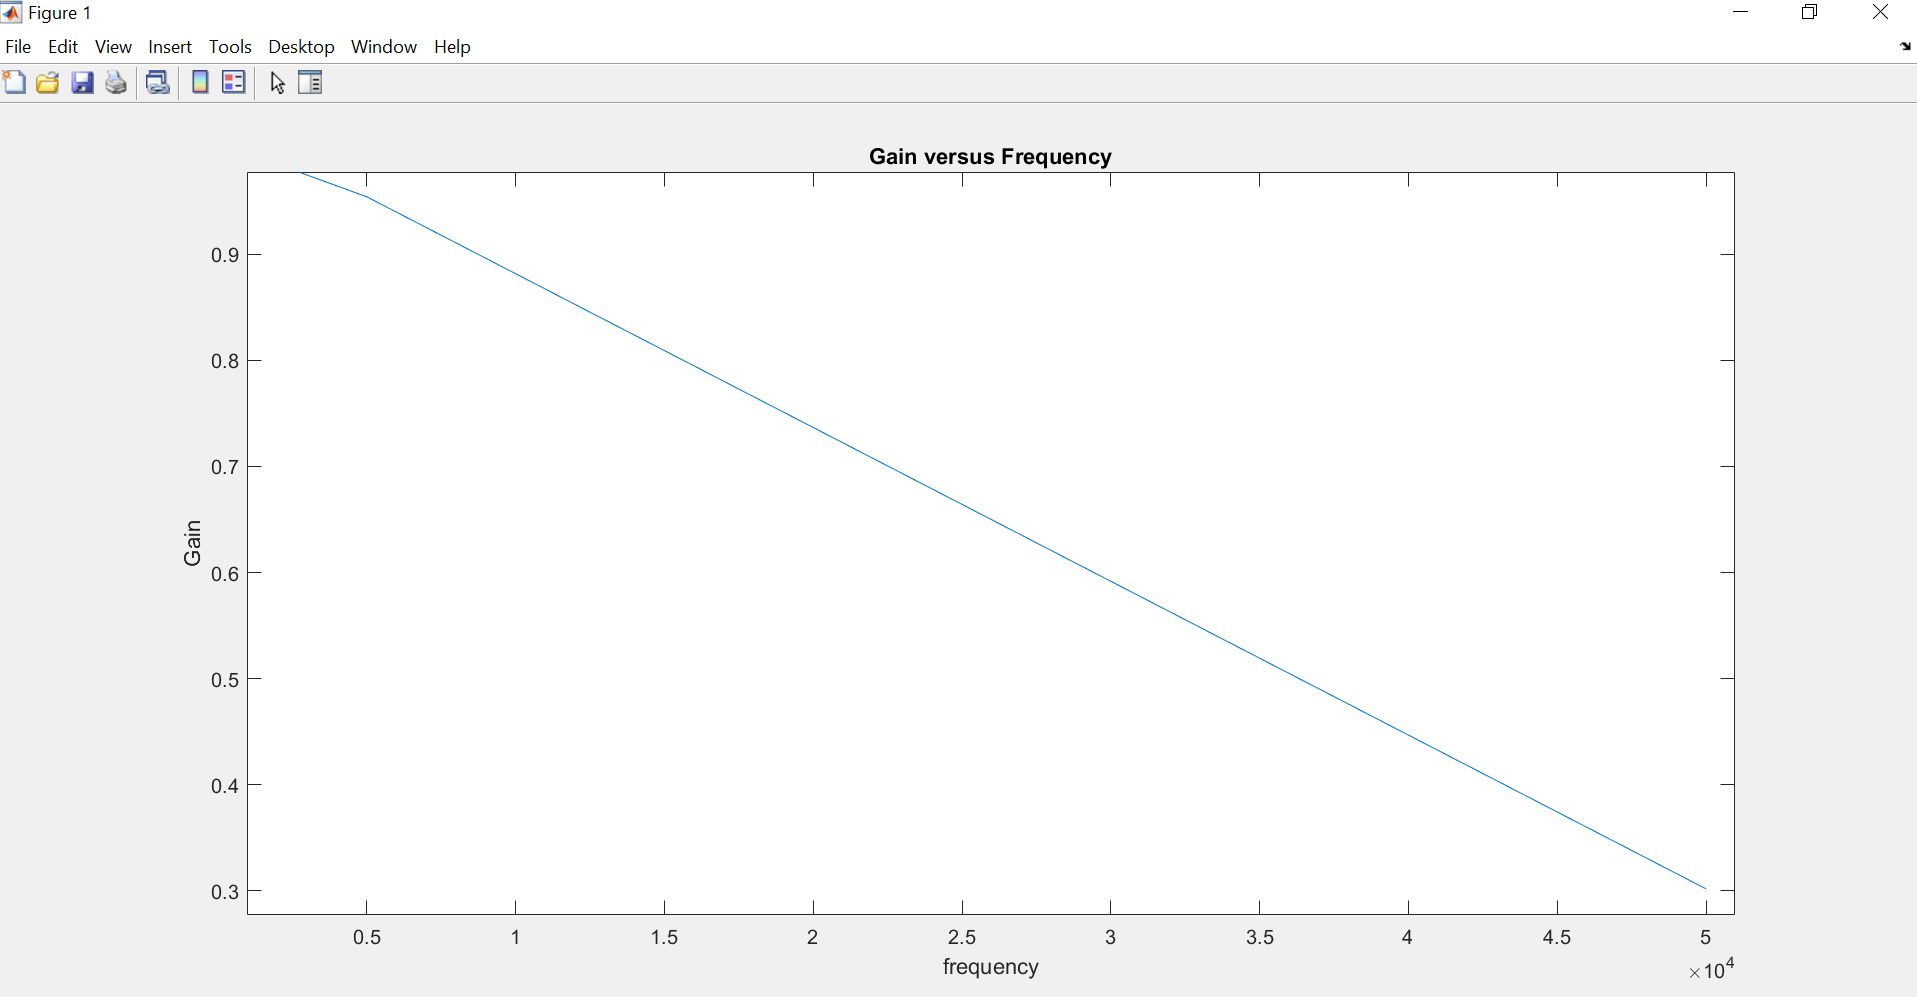 Figure 1
File Edit View Insert Tools Desktop Window Help
Gain versus Frequency
0.9
0.8
0.7
0.6
0.5
0.4
0.3
Gain
0.5 1 1.5 2 2.5 3 3.5 4 4.5 5
frequency
×10⁴